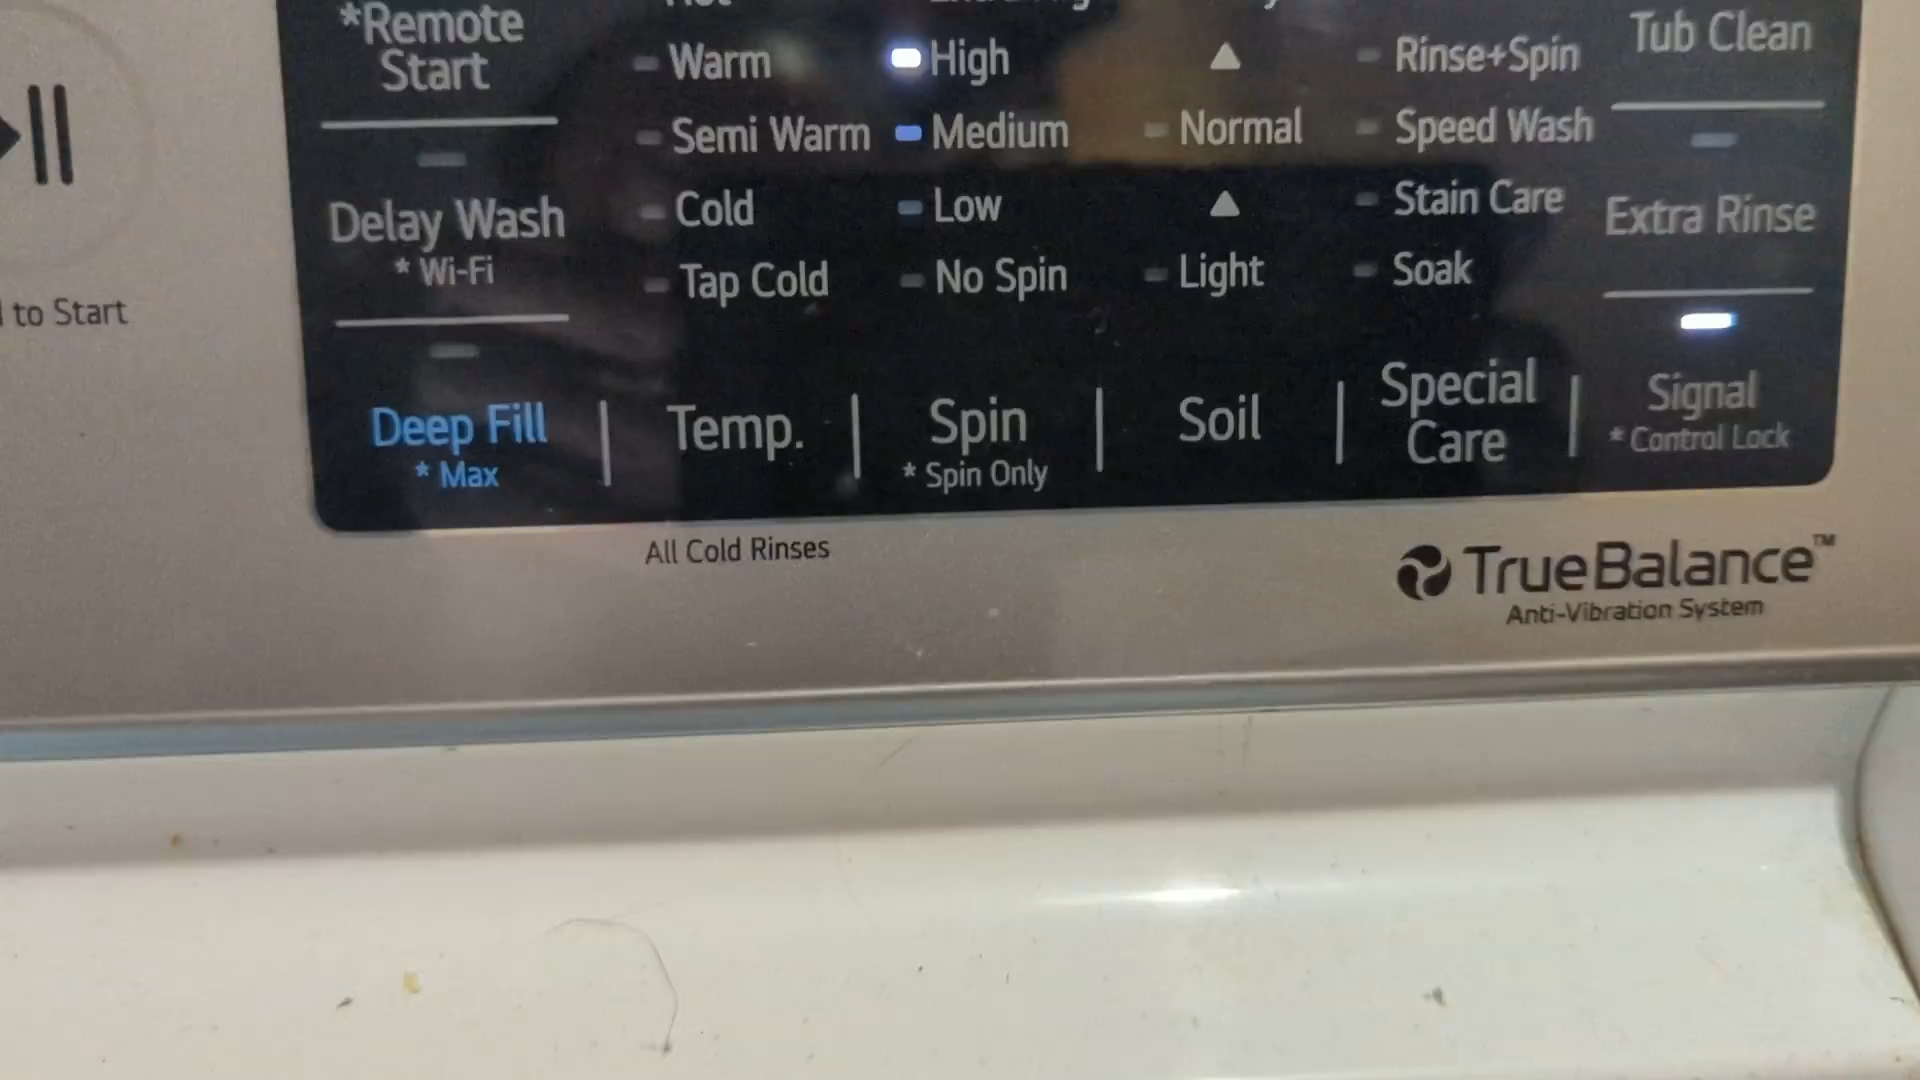 *Remote
Start
Delay Wash
* Wi-Fi
Deep Fill
* Max
to Start
Warm
Semi Warm
Cold
Tap Cold
Temp.
All Cold Rinses
High
Medium
Low
No Spin
Spin
* Spin Only
Normal
Light
Soil
Rinse+Spin
Speed Wash
Stain Care
Soak
Special
Care
Tub Clean
Extra Rinse
Signal
* Control Lock
TrueBalance™
Anti-Vibration System